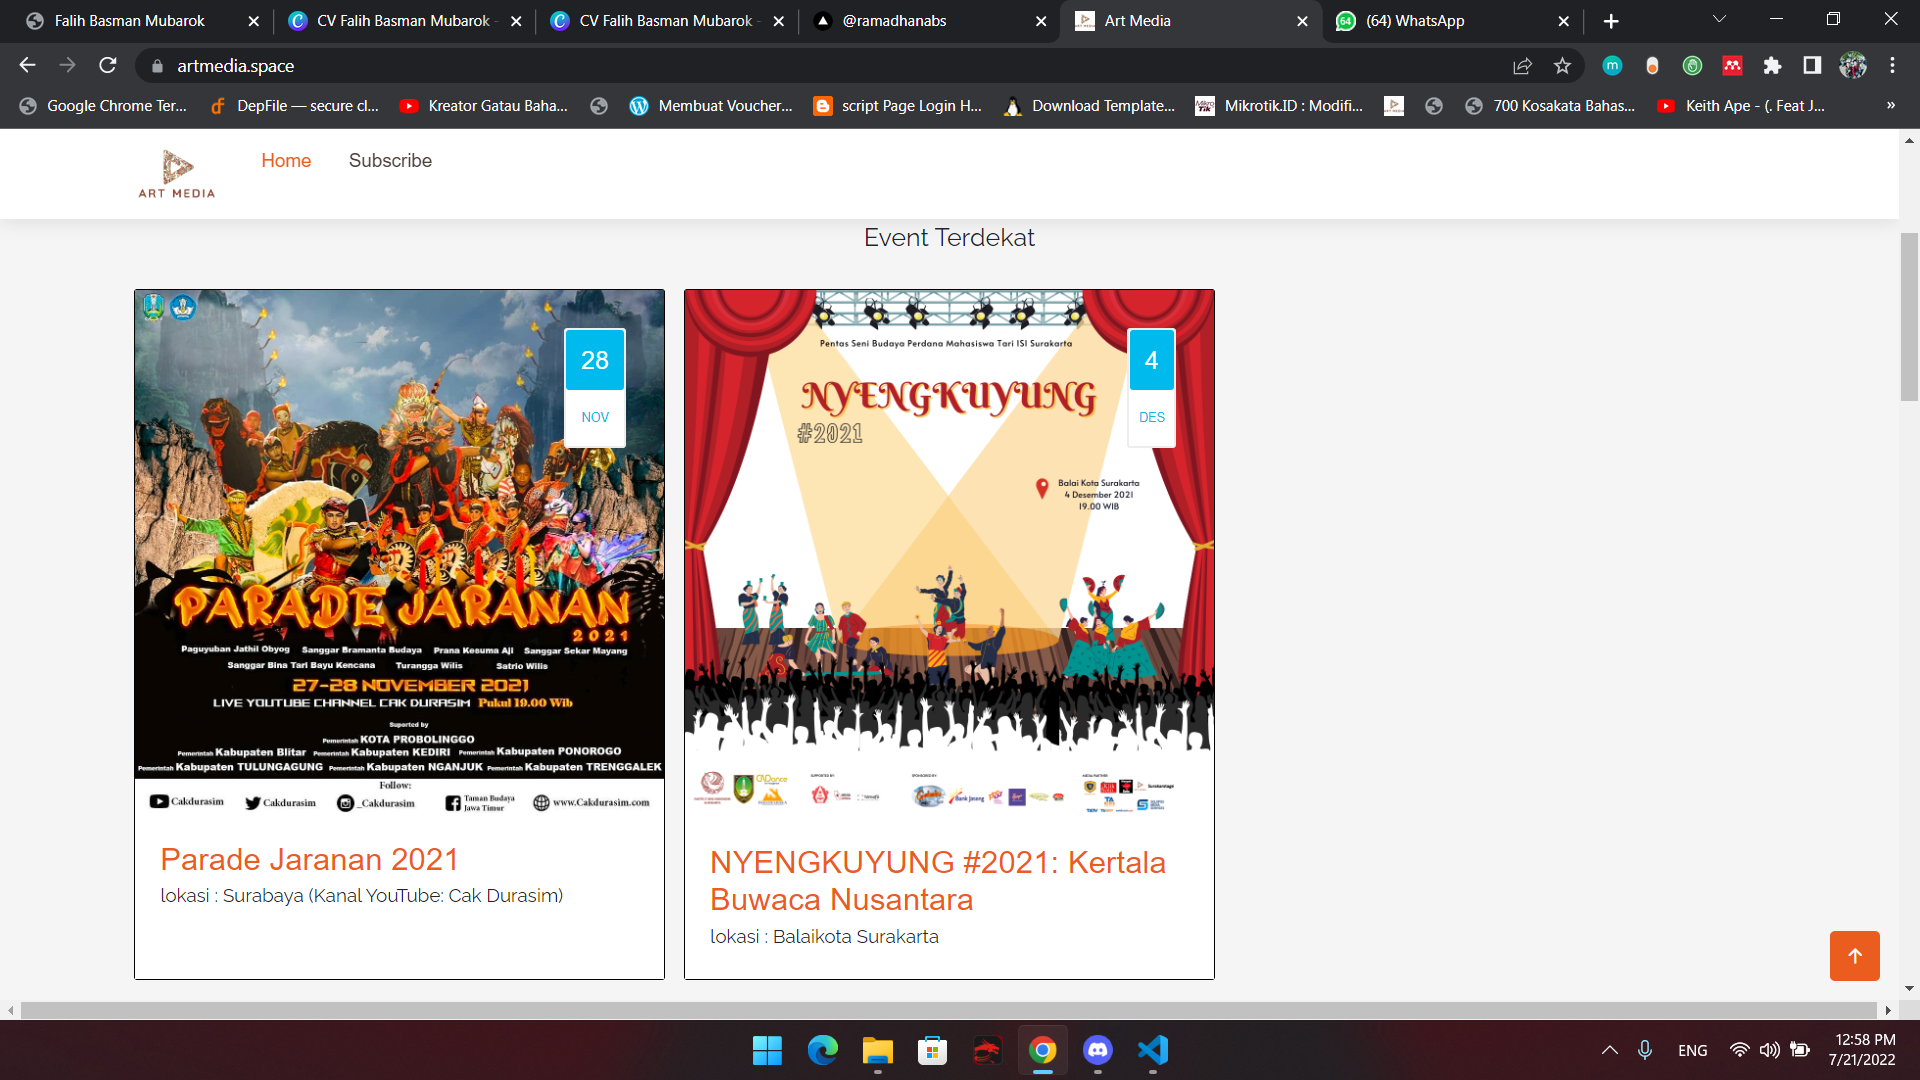 Falih Basman Mubarok
CV Falih Basman Mubarok -
CV Falih Basman Mubarok -
@ramadhanabs
Art Media
(64) WhatsApp
artmedia.space
Google Chrome Ter...
DepFile — secure cl...
Kreator Gatau Baha...
Membuat Voucher...
script Page Login H...
Download Template...
Mikrotik.ID : Modifi...
700 Kosakata Bahas...
Keith Ape - (. Feat J...
»
ART MEDIA
Home
Subscribe
Event Terdekat
28
NOV
PARADE JARANAN
2021
Paguyuban Jathil Obyog Sanggar Bramanta Budaya Prana Kesuma Aji Sanggar Sekar Mayang
Sanggar Bina Tari Bayu Kencana Turangga Wilis Satrio Wilis
27-28 NOVEMBER 2021
LIVE YOUTUBE CHANNEL CAK DURASIM Pukul 19.00 Wib
Suported by
Pemerintah KOTA PROBOLINGGO
Pemerintah Kabupaten Blitar Pemerintah Kabupaten KEDIRI Pemerintah Kabupaten PONOROGO
Pemerintah Kabupaten TULUNGAGUNG Pemerintah Kabupaten NGANJUK Pemerintah Kabupaten TRENGGALEK
Follow:
Cakdurasim
Cakdurasim
_Cakdurasim
Taman Budaya
Jawa Timur
www.Cakdurasim.com
Parade Jaranan 2021
lokasi : Surabaya (Kanal YouTube: Cak Durasim)
Pentas Seni Budaya Perdana Mahasiswa Tari ISI Surakarta
4
DES
NYENGKUYUNG
#2021
Balai Kota Surakarta
4 Desember 2021
19.00 WIB
SUPPORTED BY:
SPONSORED BY:
MEDIA PARTNER:
Bank Jateng
NYENGKUYUNG #2021: Kertala
Buwaca Nusantara
lokasi : Balaikota Surakarta
ENG
12:58 PM
7/21/2022